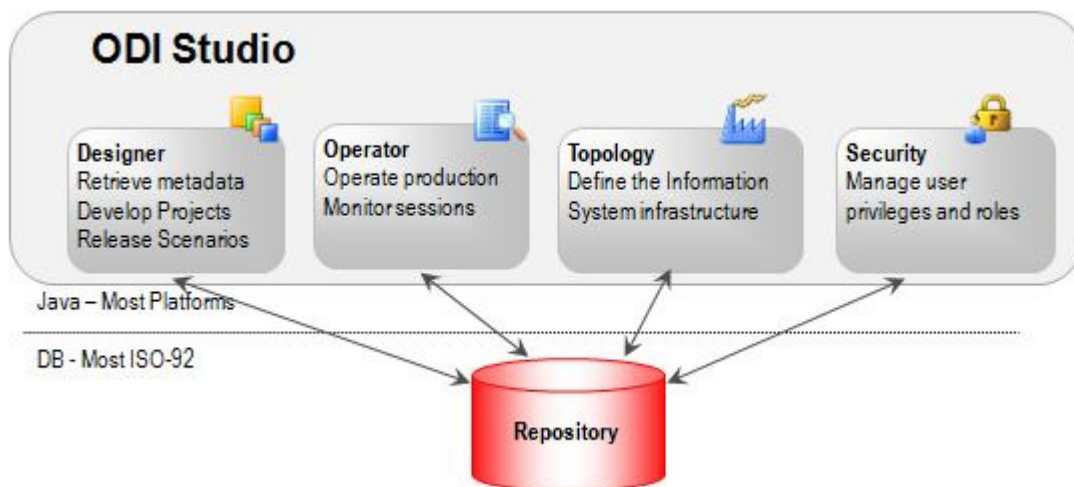 ODI Studio
Designer
Retrieve metadata
Develop Projects
Release Scenarios
Operator
Operate production
Monitor sessions
Topology
Define the Information
System infrastructure
Security
Manage user
privileges and roles
Java – Most Platforms
DB - Most ISO-92
Repository